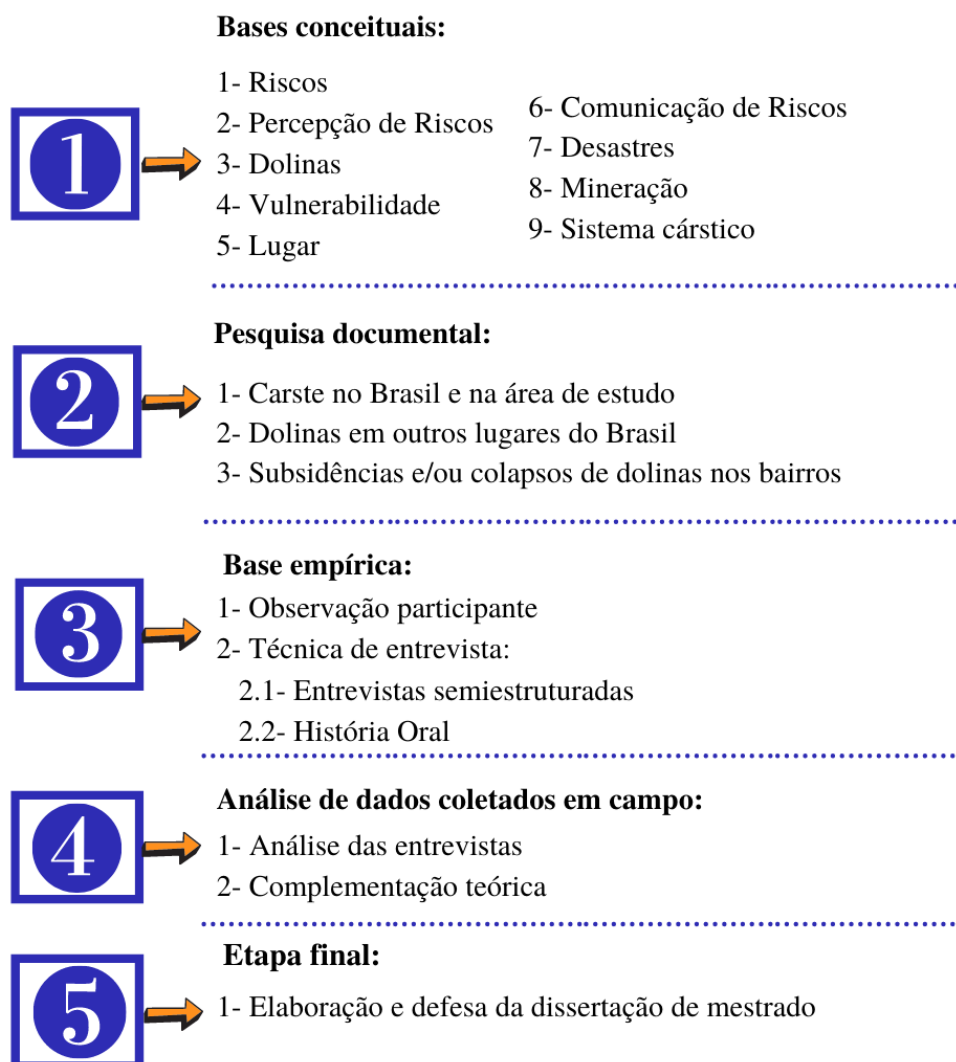 Bases conceituais:
1
1- Riscos
2- Percepção de Riscos
3- Dolinas
4- Vulnerabilidade
5- Lugar
6- Comunicação de Riscos
7- Desastres
8- Mineração
9- Sistema cárstico
2
Pesquisa documental:
1- Carste no Brasil e na área de estudo
2- Dolinas em outros lugares do Brasil
3- Subsidências e/ou colapsos de dolinas nos bairros
3
Base empírica:
1- Observação participante
2- Técnica de entrevista:
2.1- Entrevistas semiestruturadas
2.2- História Oral
4
Análise de dados coletados em campo:
1- Análise das entrevistas
2- Complementação teórica
5
Etapa final:
1- Elaboração e defesa da dissertação de mestrado